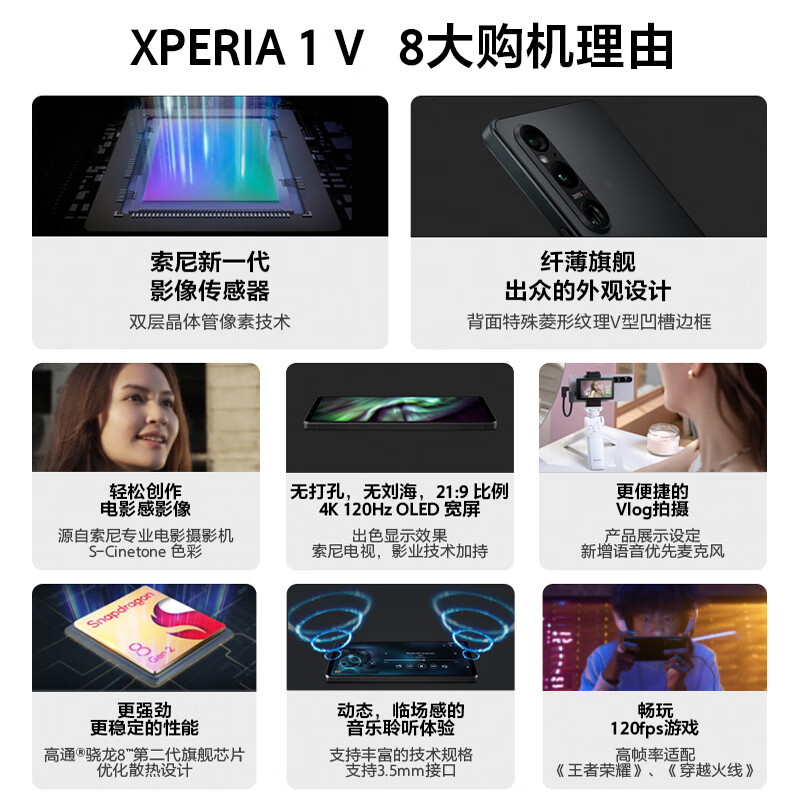 XPERIA 1 V 8大购机理由
索尼新一代
影像传感器
双层晶体管像素技术
纤薄旗舰
出众的外观设计
背面特殊菱形纹理V型凹槽边框
轻松创作
电影感影像
源自索尼专业电影摄影机
S-Cinetone 色彩
无打孔，无刘海，21:9 比例
4K 120Hz OLED 宽屏
出色显示效果
索尼电视，影业技术加持
更便捷的
Vlog拍摄
产品展示设定
新增语音优先麦克风
Snapdragon
8
Gen 2
更强劲
更稳定的性能
高通®骁龙8™第二代旗舰芯片
优化散热设计
动态，临场感的
音乐聆听体验
支持丰富的技术规格
支持3.5mm接口
畅玩
120fps游戏
高帧率适配
《王者荣耀》、《穿越火线》